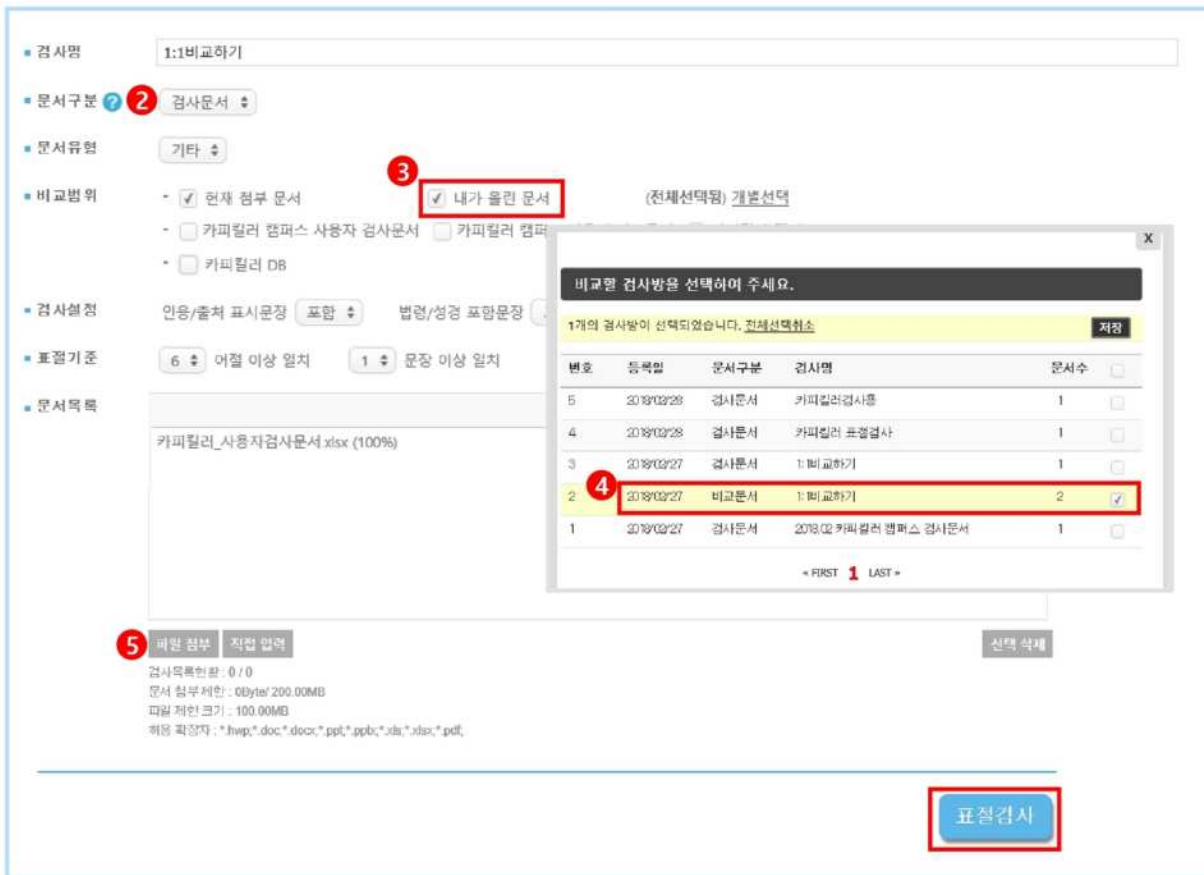 검사명 1:1비교하기
문서구분 ? 2 검사문서
문서유형 기타
3
비교범위 - 현재 첨부 문서 내가 올린 문서 (전체선택됨) 개별선택
- 카피킬러 캠퍼스 사용자 검사문서 카피킬러 캠퍼
- 카피킬러 DB
검사설정 인용/출처 표시문장 포함 법령/성경 포함문장
표절기준 6 어절 이상 일치 1 문장 이상 일치
문서목록
카피킬러_사용자검사문서.xlsx (100%)
X
비교할 검사방을 선택하여 주세요.
1개의 검사방이 선택되었습니다. 전체선택취소 저장
번호 등록일 문서구분 검사명 문서수
5 2018/02/28 검사문서 카피킬러검사용 1
4 2018/02/28 검사문서 카피킬러 표절검사 1
3 2018/02/27 검사문서 1:1비교하기 1
4
2 2018/02/27 비교문서 1:1비교하기 2
1 2018/02/27 검사문서 2018.02 카피킬러 캠퍼스 검사문서 1
« FIRST 1 LAST »
5 파일 첨부 직접 입력 선택 삭제
검사목록현황 : 0 / 0
문서 첨부 제한 : 0Byte/ 200.00MB
파일 제한 크기 : 100.00MB
허용 확장자 : *.hwp;*.doc;*.docx;*.ppt;*.pptx;*.xls;*.xlsx;*.pdf;
표절검사